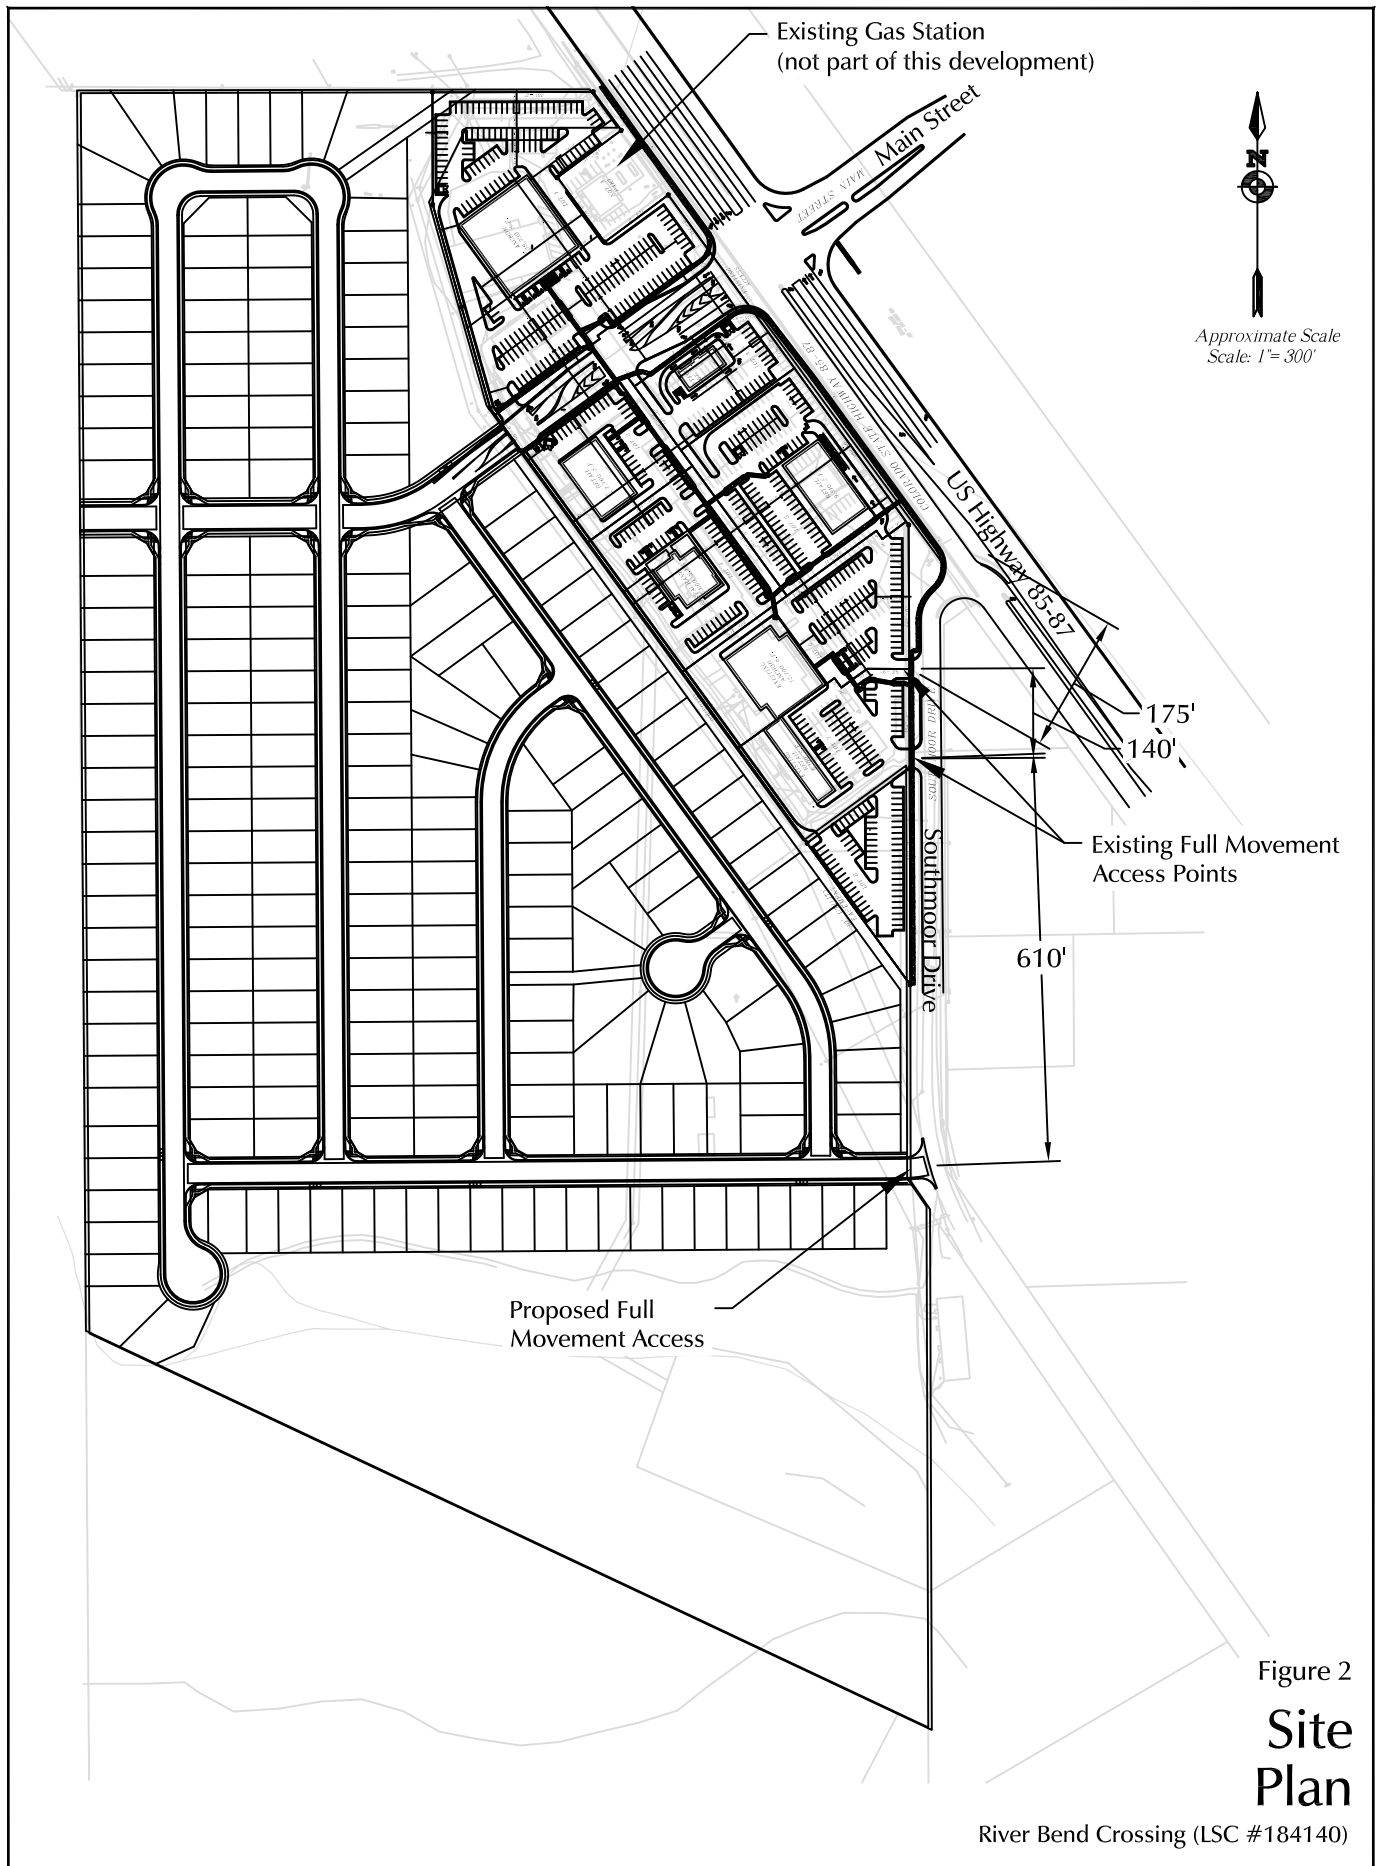 Existing Gas Station
(not part of this development)
Main Street
MAIN STREET
N
Approximate Scale
Scale: 1"= 300'
COLORADO STATE HIGHWAY 85-87
US Highway 85-87
175'
140'
SOUTHMOOR DRIVE
Existing Full Movement
Access Points
Southmoor Drive
610'
Proposed Full
Movement Access
Figure 2
Site
Plan
River Bend Crossing (LSC #184140)